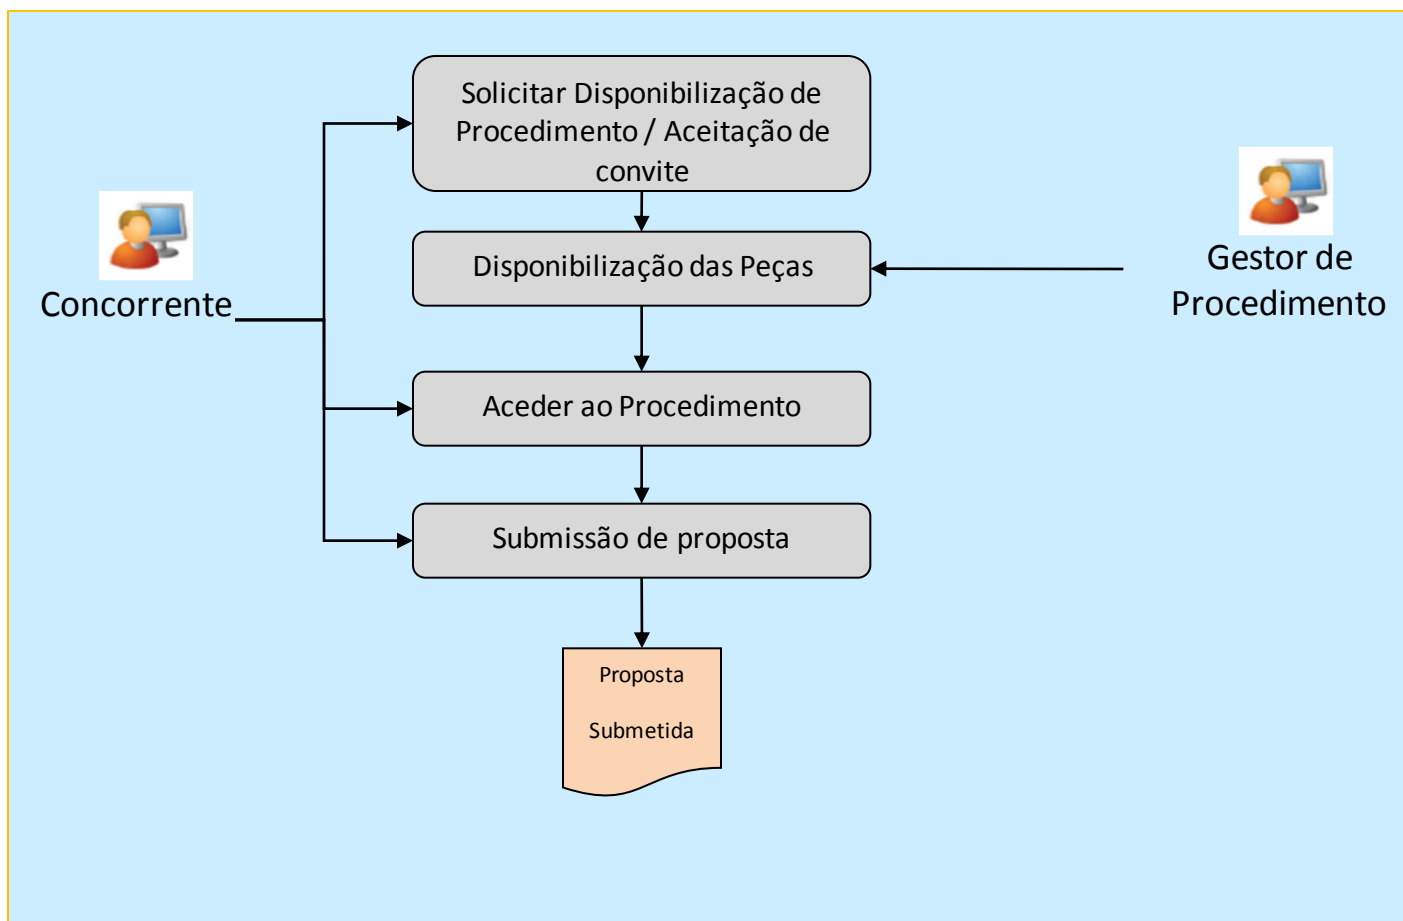 Solicitar Disponibilização de
Procedimento / Aceitação de
convite
Concorrente
Disponibilização das Peças
Gestor de
Procedimento
Aceder ao Procedimento
Submissão de proposta
Proposta
Submetida